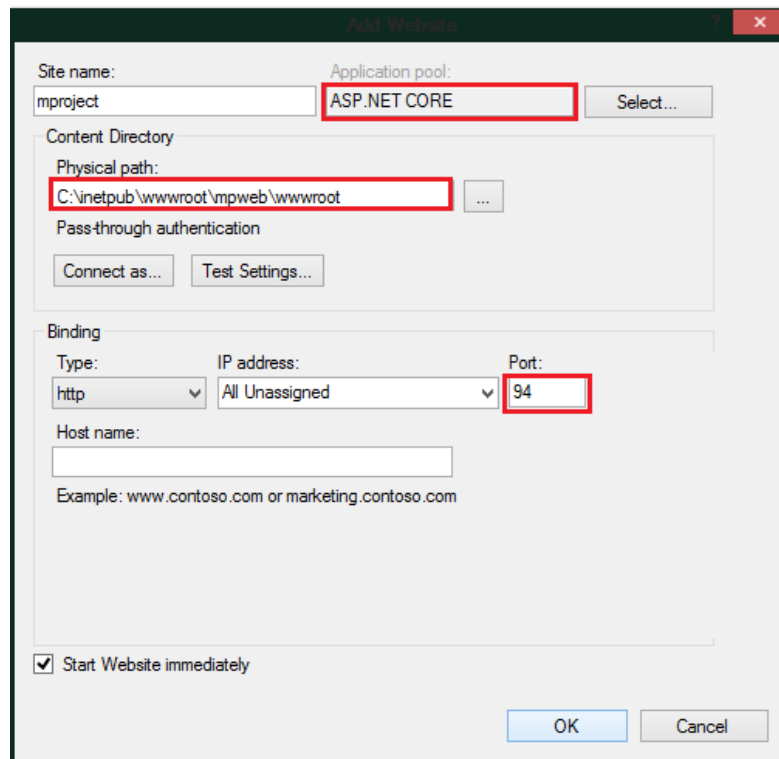 Add Website
?
Site name:
Application pool:
mproject
ASP.NET CORE
Select...
Content Directory
Physical path:
C:\inetpub\wwwroot\mpweb\wwwroot
...
Pass-through authentication
Connect as...
Test Settings...
Binding
Type:
IP address:
Port:
http
All Unassigned
94
Host name:
Example: www.contoso.com or marketing.contoso.com
Start Website immediately
OK
Cancel